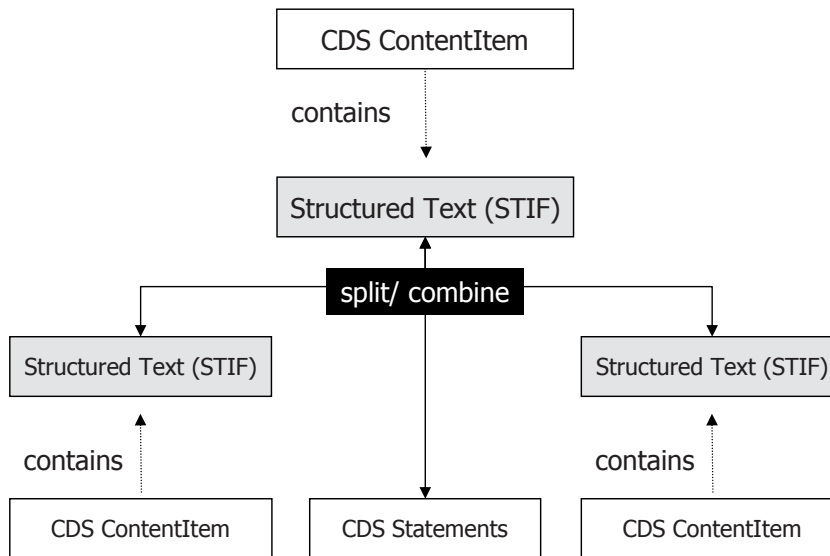 CDS ContentItem
contains
Structured Text (STIF)
split/ combine
Structured Text (STIF)
Structured Text (STIF)
contains
contains
CDS ContentItem
CDS Statements
CDS ContentItem